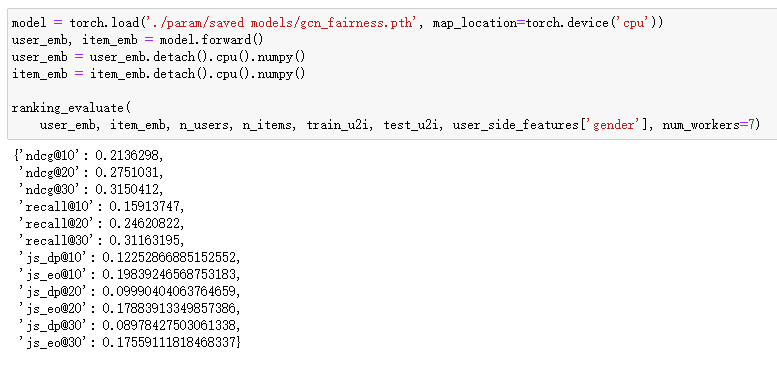 model = torch.load('./param/saved models/gcn_fairness.pth', map_location=torch.device('cpu'))
user_emb, item_emb = model.forward()
user_emb = user_emb.detach().cpu().numpy()
item_emb = item_emb.detach().cpu().numpy()
ranking_evaluate(
    user_emb, item_emb, n_users, n_items, train_u2i, test_u2i, user_side_features['gender'], num_workers=7)
{'ndcg@10': 0.2136298,
 'ndcg@20': 0.2751031,
 'ndcg@30': 0.3150412,
 'recall@10': 0.15913747,
 'recall@20': 0.24620822,
 'recall@30': 0.31163195,
 'js_dp@10': 0.12252866885152552,
 'js_eo@10': 0.19839246568753183,
 'js_dp@20': 0.09990404063764659,
 'js_eo@20': 0.17883913349857386,
 'js_dp@30': 0.08978427503061338,
 'js_eo@30': 0.17559111818468337}